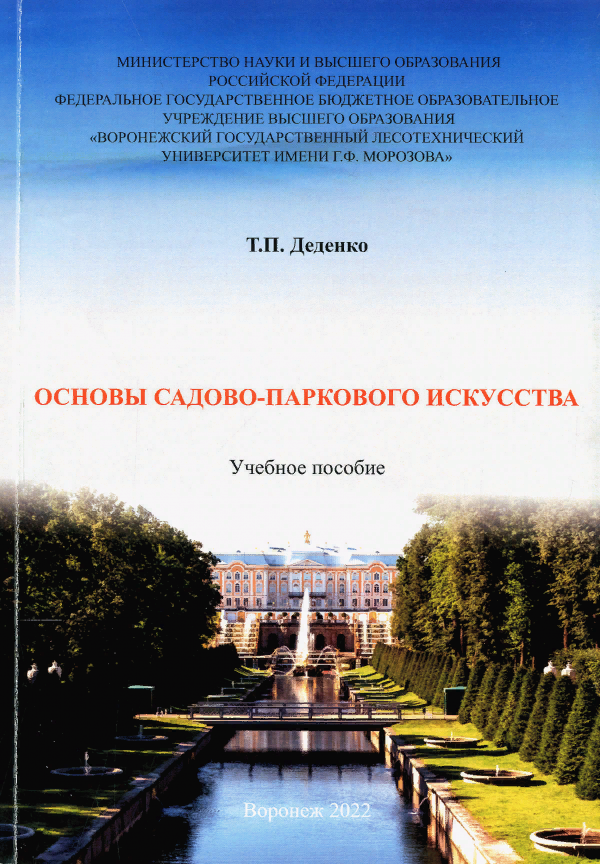 МИНИСТЕРСТВО НАУКИ И ВЫСШЕГО ОБРАЗОВАНИЯ
РОССИЙСКОЙ ФЕДЕРАЦИИ
ФЕДЕРАЛЬНОЕ ГОСУДАРСТВЕННОЕ БЮДЖЕТНОЕ ОБРАЗОВАТЕЛЬНОЕ
УЧРЕЖДЕНИЕ ВЫСШЕГО ОБРАЗОВАНИЯ
«ВОРОНЕЖСКИЙ ГОСУДАРСТВЕННЫЙ ЛЕСОТЕХНИЧЕСКИЙ
УНИВЕРСИТЕТ ИМЕНИ Г.Ф. МОРОЗОВА»
Т.П. Деденко
ОСНОВЫ САДОВО-ПАРКОВОГО ИСКУССТВА
Учебное пособие
Воронеж 2022